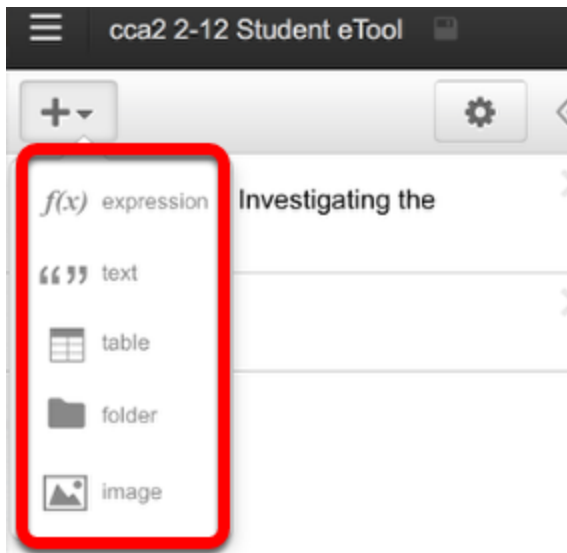 cca2 2-12 Student eTool
f(x) expression
Investigating the
“” text
table
folder
image